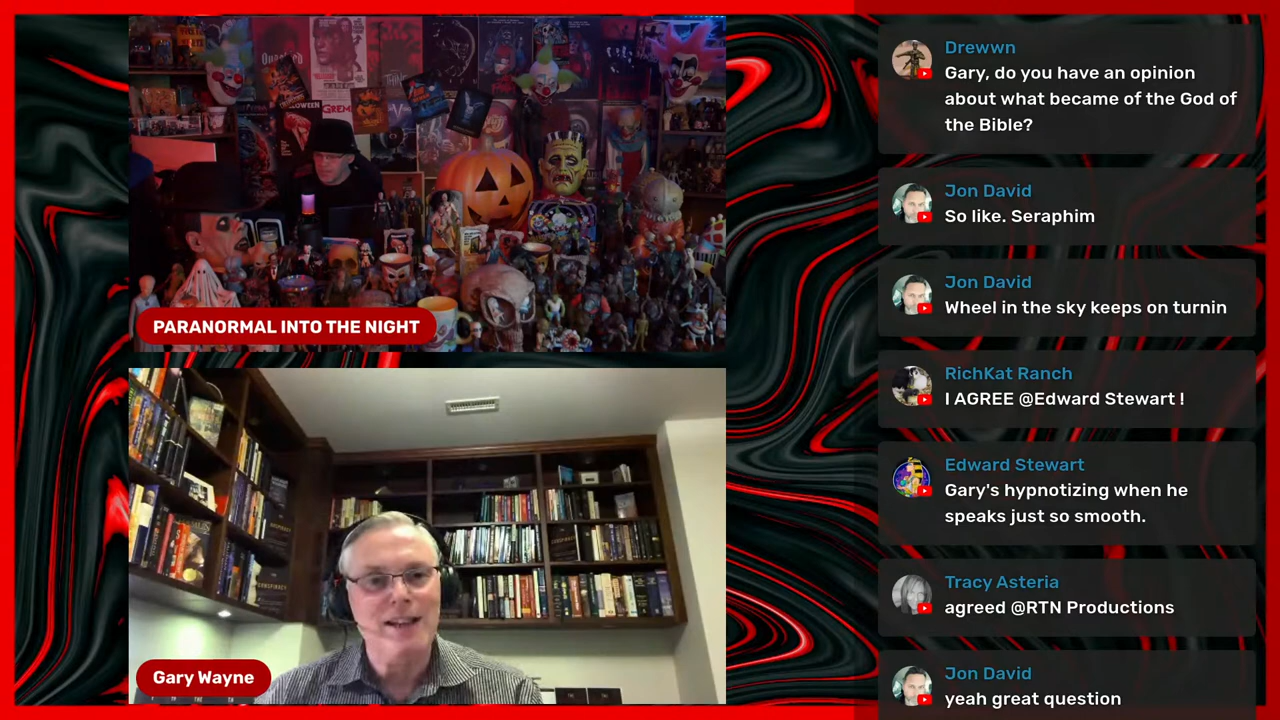 PARANORMAL INTO THE NIGHT
Gary Wayne
Drewwn
Gary, do you have an opinion
about what became of the God of
the Bible?
Jon David
So like. Seraphim
Jon David
Wheel in the sky keeps on turnin
RichKat Ranch
I AGREE @Edward Stewart !
Edward Stewart
Gary's hypnotizing when he
speaks just so smooth.
Tracy Asteria
agreed @RTN Productions
Jon David
yeah great question